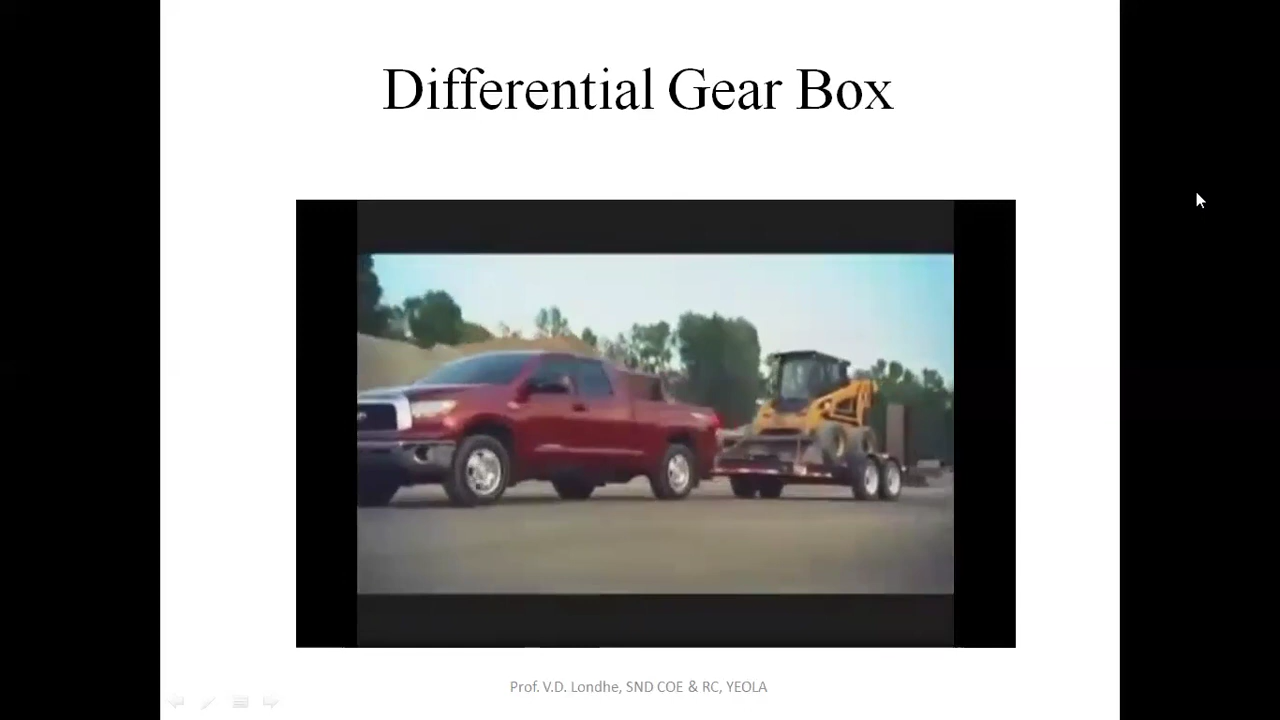 Differential Gear Box
Prof. V.D. Londhe, SND COE & RC, YEOLA